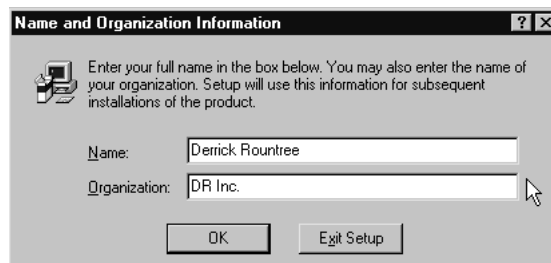 Name and Organization Information
Enter your full name in the box below. You may also enter the name of
your organization. Setup will use this information for subsequent
installations of the product.
Name: Derrick Rountree
Organization: DR Inc.
OK Exit Setup